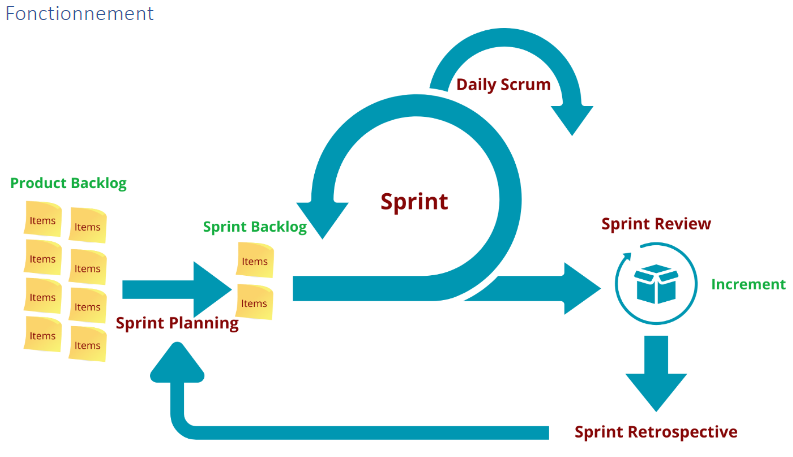 Fonctionnement
Daily Scrum
Product Backlog
Sprint
Items
Items
Sprint Backlog
Sprint Review
Items
Items
Items
Increment
Items
Items
Items
Sprint Planning
Items
Items
Sprint Retrospective